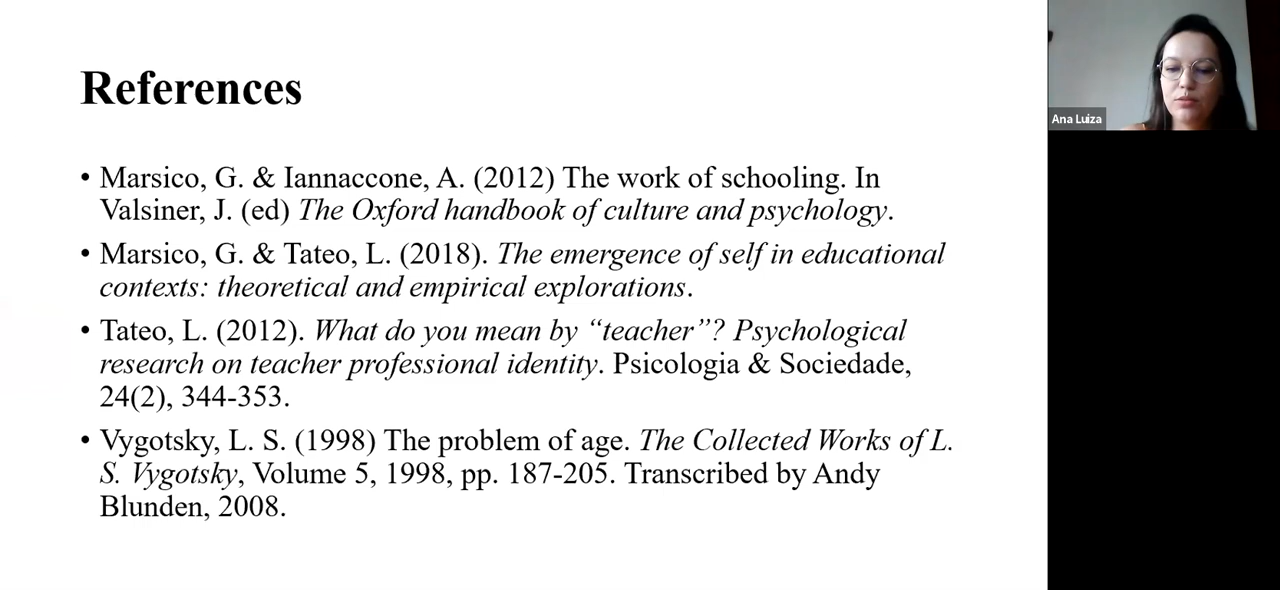 References
• Marsico, G. & Iannaccone, A. (2012) The work of schooling. In
Valsiner, J. (ed) The Oxford handbook of culture and psychology.
• Marsico, G. & Tateo, L. (2018). The emergence of self in educational
contexts: theoretical and empirical explorations.
• Tateo, L. (2012). What do you mean by “teacher”? Psychological
research on teacher professional identity. Psicologia & Sociedade,
24(2), 344-353.
• Vygotsky, L. S. (1998) The problem of age. The Collected Works of L.
S. Vygotsky, Volume 5, 1998, pp. 187-205. Transcribed by Andy
Blunden, 2008.
Ana Luiza